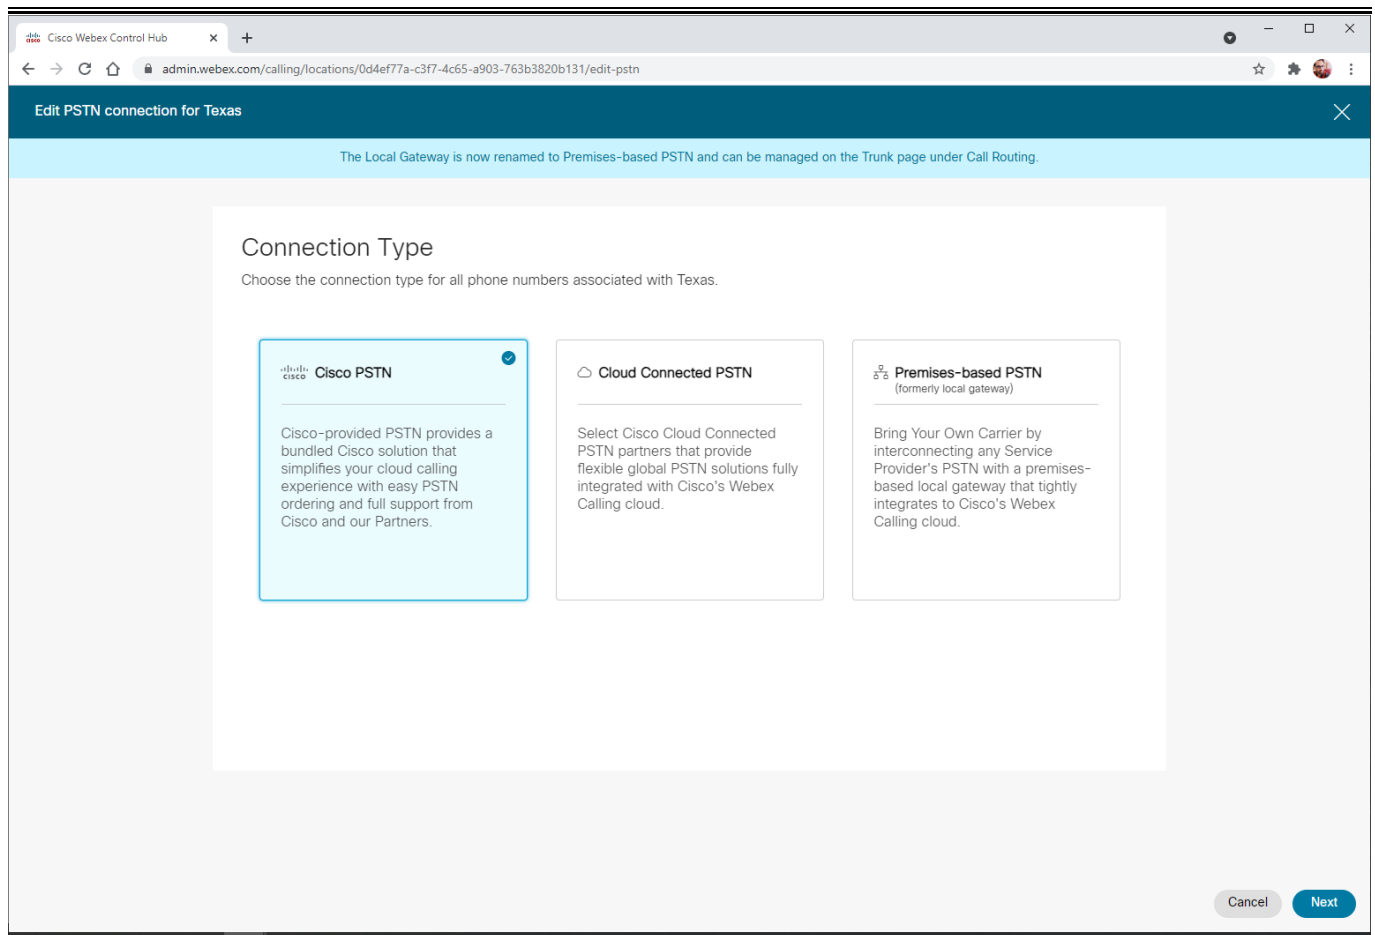 Cisco Webex Control Hub
admin.webex.com/calling/locations/0d4ef77a-c3f7-4c65-a903-763b3820b131/edit-pstn
Edit PSTN connection for Texas
The Local Gateway is now renamed to Premises-based PSTN and can be managed on the Trunk page under Call Routing.
Connection Type
Choose the connection type for all phone numbers associated with Texas.
cisco Cisco PSTN
Cisco-provided PSTN provides a
bundled Cisco solution that
simplifies your cloud calling
experience with easy PSTN
ordering and full support from
Cisco and our Partners.
Cloud Connected PSTN
Select Cisco Cloud Connected
PSTN partners that provide
flexible global PSTN solutions fully
integrated with Cisco's Webex
Calling cloud.
Premises-based PSTN
(formerly local gateway)
Bring Your Own Carrier by
interconnecting any Service
Provider's PSTN with a premises-
based local gateway that tightly
integrates to Cisco's Webex
Calling cloud.
Cancel
Next